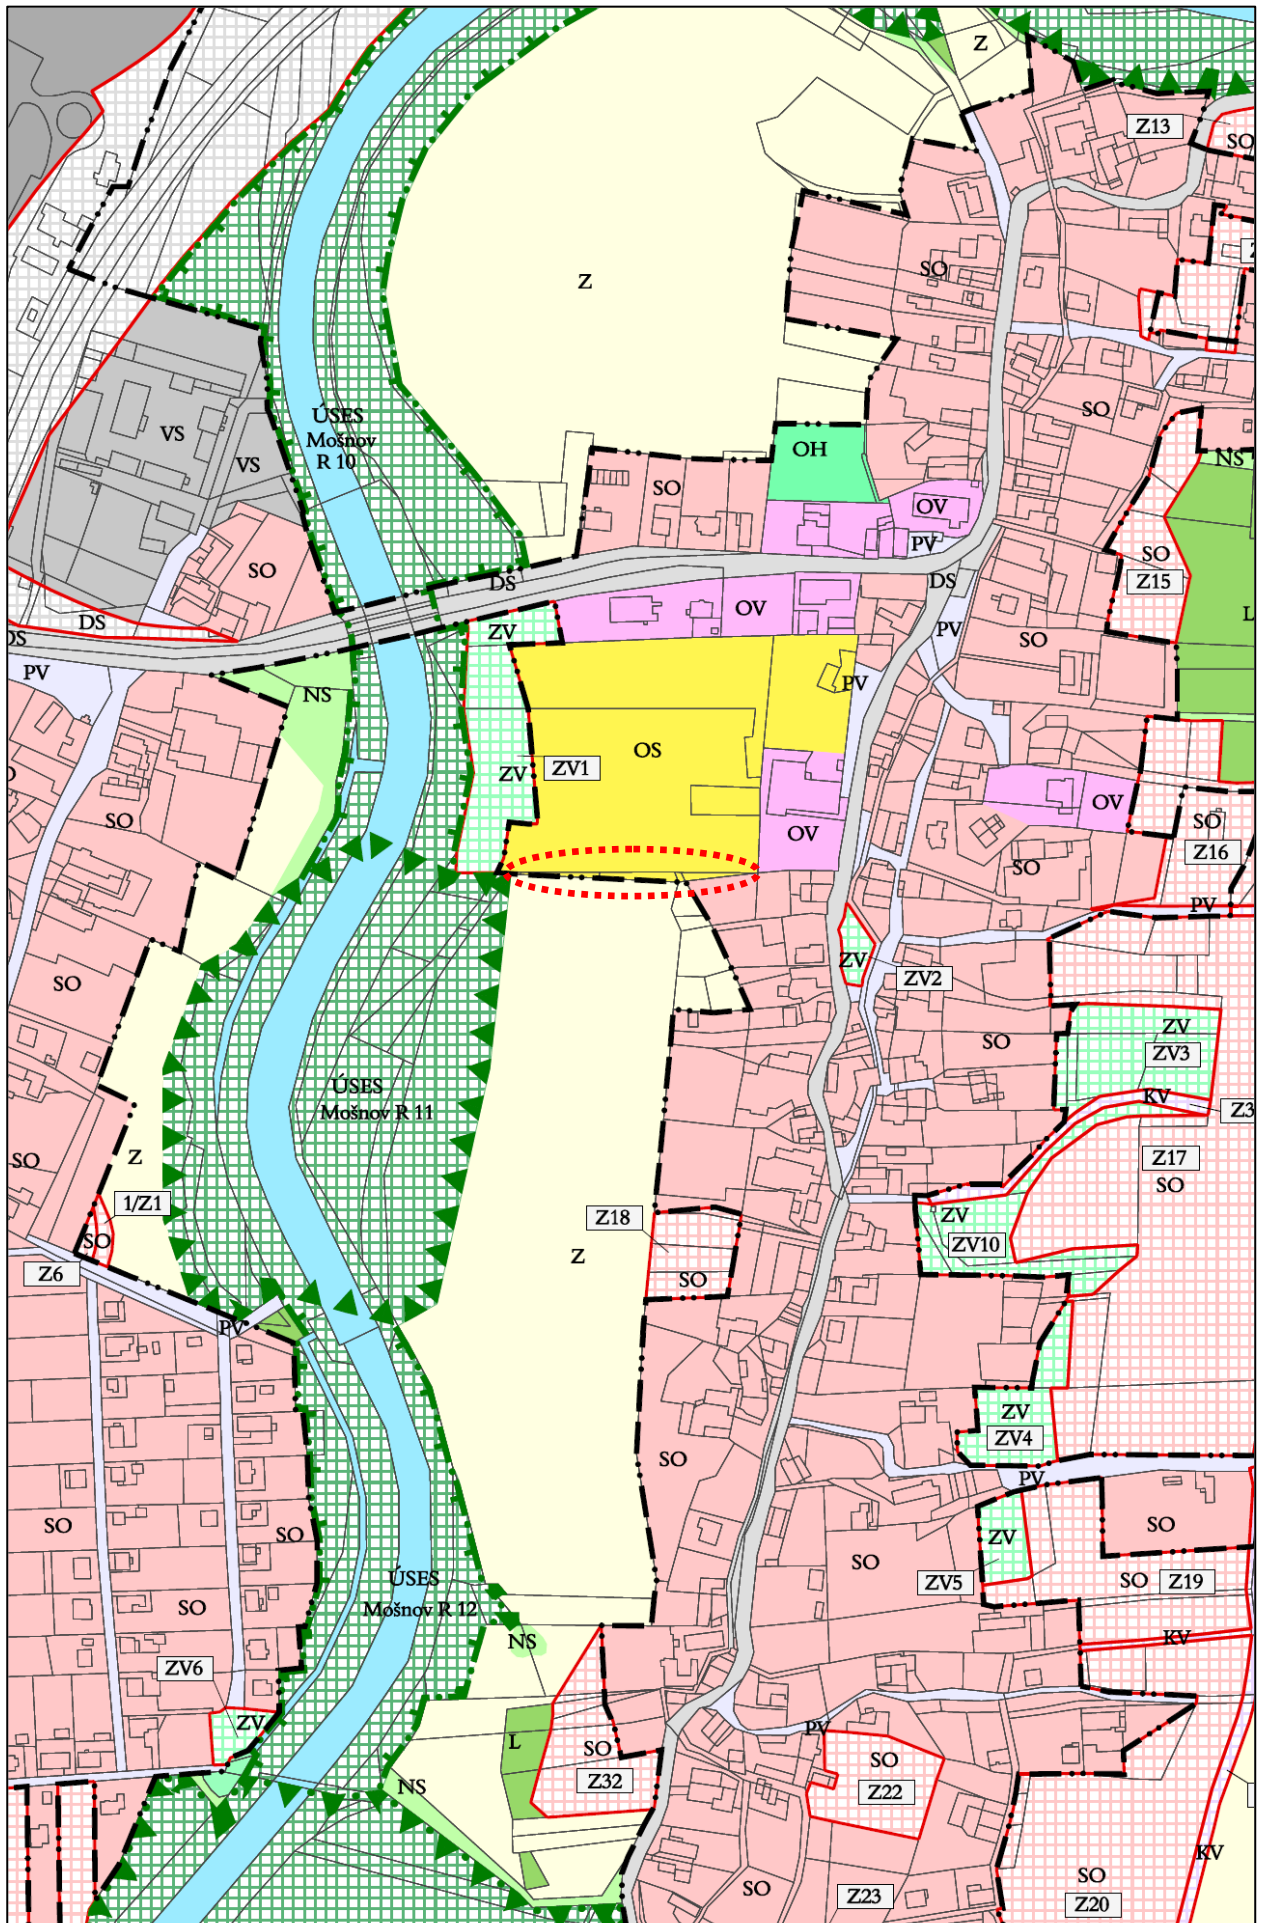 Z
Z13
SO
SO
Z
SO
ÚSES
Mošnov
R 10
VS
VS
OH
NS
SO
OV
SO
PV
SO
Z15
DS
DS
OV
L
DS
DS
ZV
PV
SO
PV
NS
PV
OS
ZV
ZV1
OV
SO
OV
SO
Z16
SO
PV
ZV
ZV2
SO
SO
ZV
ZV3
ÚSES
Mošnov R 11
KV
Z3
Z
SO
Z17
SO
1/Z1
SO
Z18
ZV
ZV10
Z
Z6
SO
PV
ZV
ZV4
SO
PV
SO
SO
ZV
SO
SO
ÚSES
Mošnov R 12
ZV5
SO
Z19
SO
NS
KV
ZV6
ZV
L
SO
Z32
PV
SO
Z22
NS
KV
SO
Z23
SO
Z20